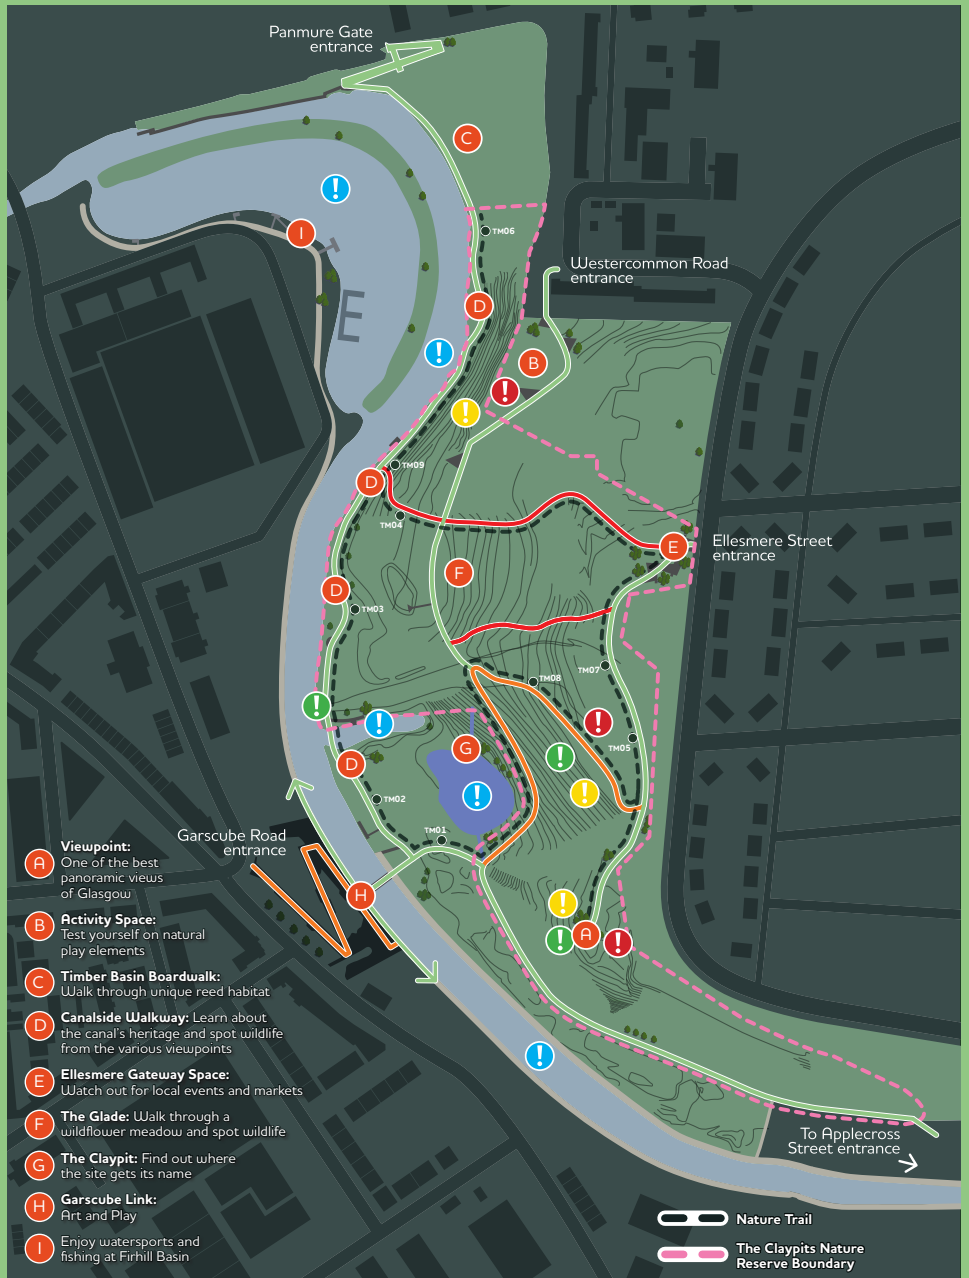 Panmure Gate
entrance
C
!
I
TM06
Westercommon Road
entrance
D
!
B
!
!
TM09
D
TM04
Ellesmere Street
entrance
E
F
D
TM03
TM07
TM08
!
!
!
TM05
G
!
D
!
!
TM02
TM01
Garscube Road
entrance
H
!
!
A
!
!
To Applecross
Street entrance
A
Viewpoint:
One of the best
panoramic views
of Glasgow
B
Activity Space:
Test yourself on natural
play elements
C
Timber Basin Boardwalk:
Walk through unique reed habitat
D
Canalside Walkway: Learn about
the canal's heritage and spot wildlife
from the various viewpoints
E
Ellesmere Gateway Space:
Watch out for local events and markets
F
The Glade: Walk through a
wildflower meadow and spot wildlife
G
The Claypit: Find out where
the site gets its name
H
Garscube Link:
Art and Play
I
Enjoy watersports and
fishing at Firhill Basin
Nature Trail
The Claypits Nature
Reserve Boundary